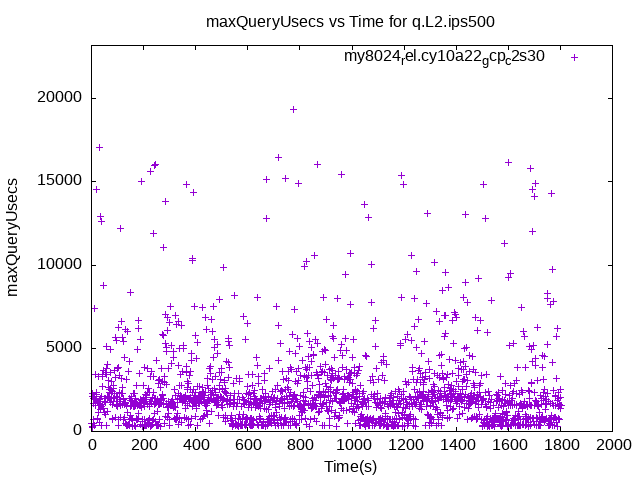 maxQueryUsecs vs Time for q.L2.ips500
my8024rel.cy10a22gcpc2s30
20000
15000
10000
5000
0
maxQueryUsecs
0 200 400 600 800 1000 1200 1400 1600 1800 2000
Time(s)